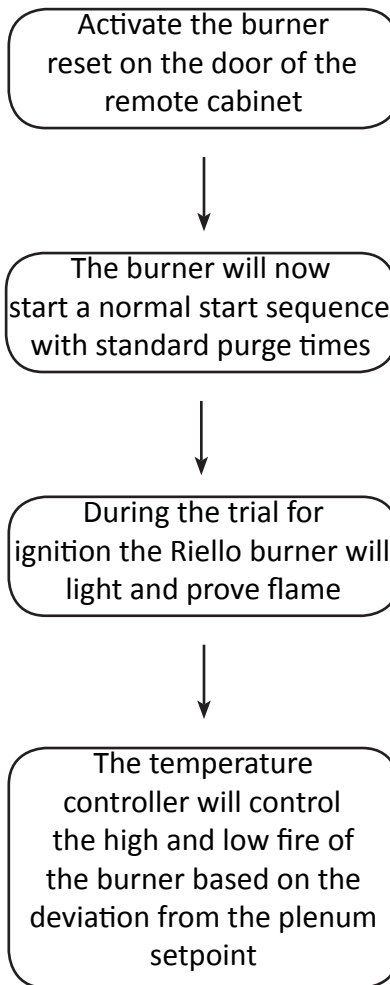 Activate the burner
reset on the door of the
remote cabinet
The burner will now
start a normal start sequence
with standard purge times
During the trial for
ignition the Riello burner will
light and prove flame
The temperature
controller will control
the high and low fire of
the burner based on the
deviation from the plenum
setpoint